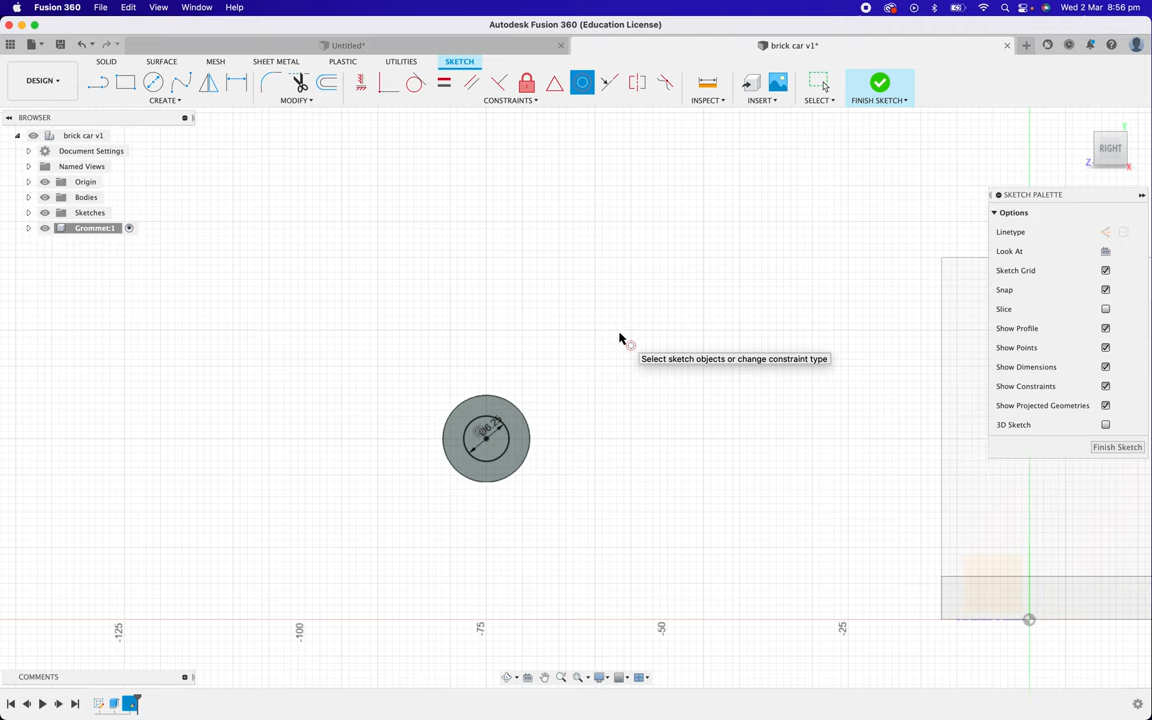 Fusion 360 File Edit View Window Help Wed 2 Mar 8:56 pm
Autodesk Fusion 360 (Education License)
Untitled* brick car v1*
SOLID SURFACE MESH SHEET METAL PLASTIC UTILITIES SKETCH
DESIGN
CREATE MODIFY CONSTRAINTS INSPECT INSERT SELECT FINISH SKETCH
BROWSER
brick car v1
Document Settings
Named Views
Origin
Bodies
Sketches
Grommet:1
RIGHT
Y
Z
X
SKETCH PALETTE
Options
Linetype
Look At
Sketch Grid
Snap
Slice
Show Profile
Show Points
Show Dimensions
Show Constraints
Show Projected Geometries
3D Sketch
Finish Sketch
Select sketch objects or change constraint type
-125
-100
-75
-50
-25
COMMENTS